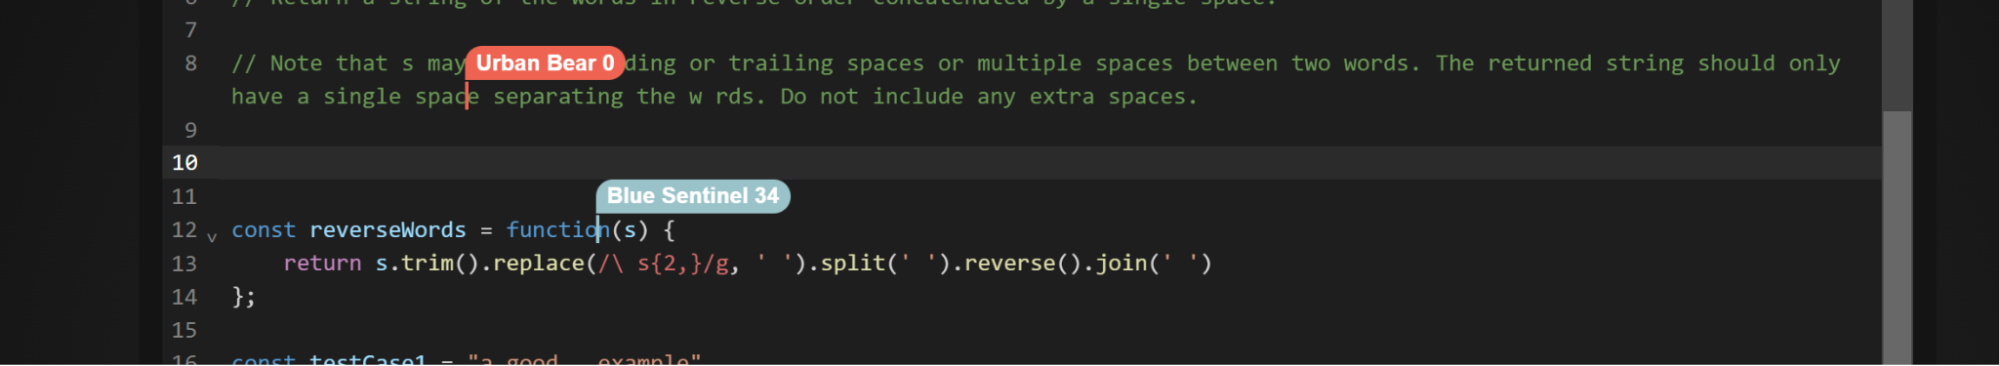 6 // Return a string of the words in reverse order concatenated by a single space.
7
8 // Note that s may Urban Bear 0 ding or trailing spaces or multiple spaces between two words. The returned string should only
have a single space separating the w rds. Do not include any extra spaces.
9
10
11 Blue Sentinel 34
12 const reverseWords = function(s) {
13 return s.trim().replace(/\ s{2,}/g, ' ').split(' ').reverse().join(' ')
14 };
15
16 const testCase1 = "a good   example"